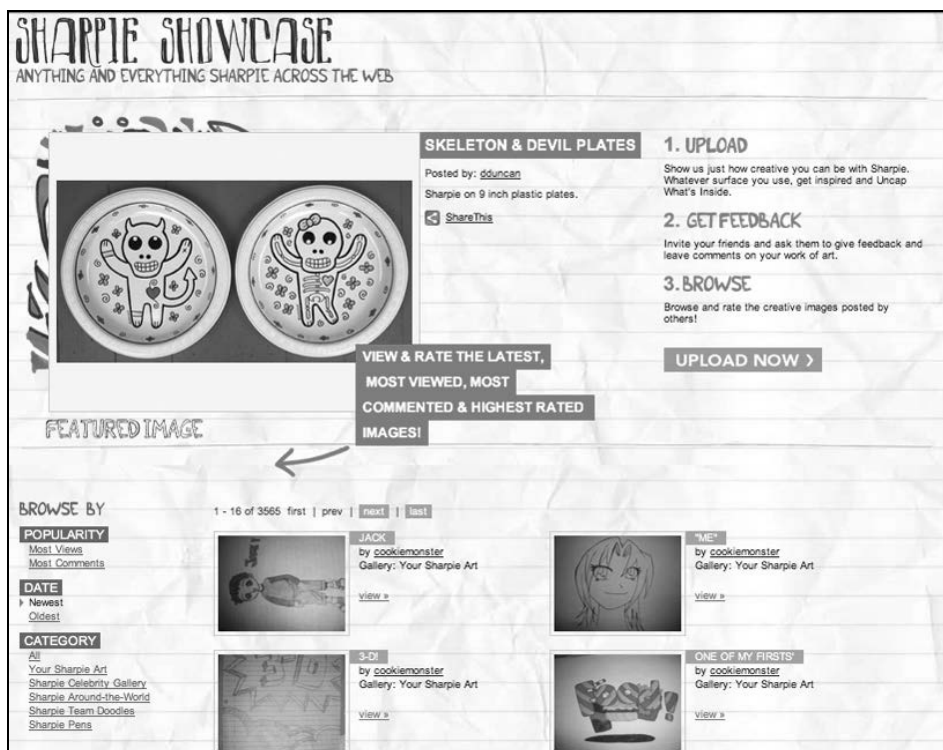 SHARPIE SHOWCASE
ANYTHING AND EVERYTHING SHARPIE ACROSS THE WEB
SKELETON & DEVIL PLATES
Posted by: dduncan
Sharpie on 9 inch plastic plates.
ShareThis
1. UPLOAD
Show us just how creative you can be with Sharpie.
Whatever surface you use, get inspired and Uncap
What's Inside.
2. GET FEEDBACK
Invite your friends and ask them to give feedback and
leave comments on your work of art.
3. BROWSE
Browse and rate the creative images posted by
others!
UPLOAD NOW ❯
VIEW & RATE THE LATEST,
MOST VIEWED, MOST
COMMENTED & HIGHEST RATED
IMAGES!
FEATURED IMAGE
BROWSE BY
POPULARITY
Most Views
Most Comments
DATE
Newest
Oldest
CATEGORY
All
Your Sharpie Art
Sharpie Celebrity Gallery
Sharpie Around-the-World
Sharpie Team Doodles
Sharpie Pens
1 - 16 of 3565 first | prev | next | last
JACK
by cookiemonster
Gallery: Your Sharpie Art
view »
"ME"
by cookiemonster
Gallery: Your Sharpie Art
view »
3-D!
by cookiemonster
Gallery: Your Sharpie Art
view »
ONE OF MY FIRSTS'
by cookiemonster
Gallery: Your Sharpie Art
view »